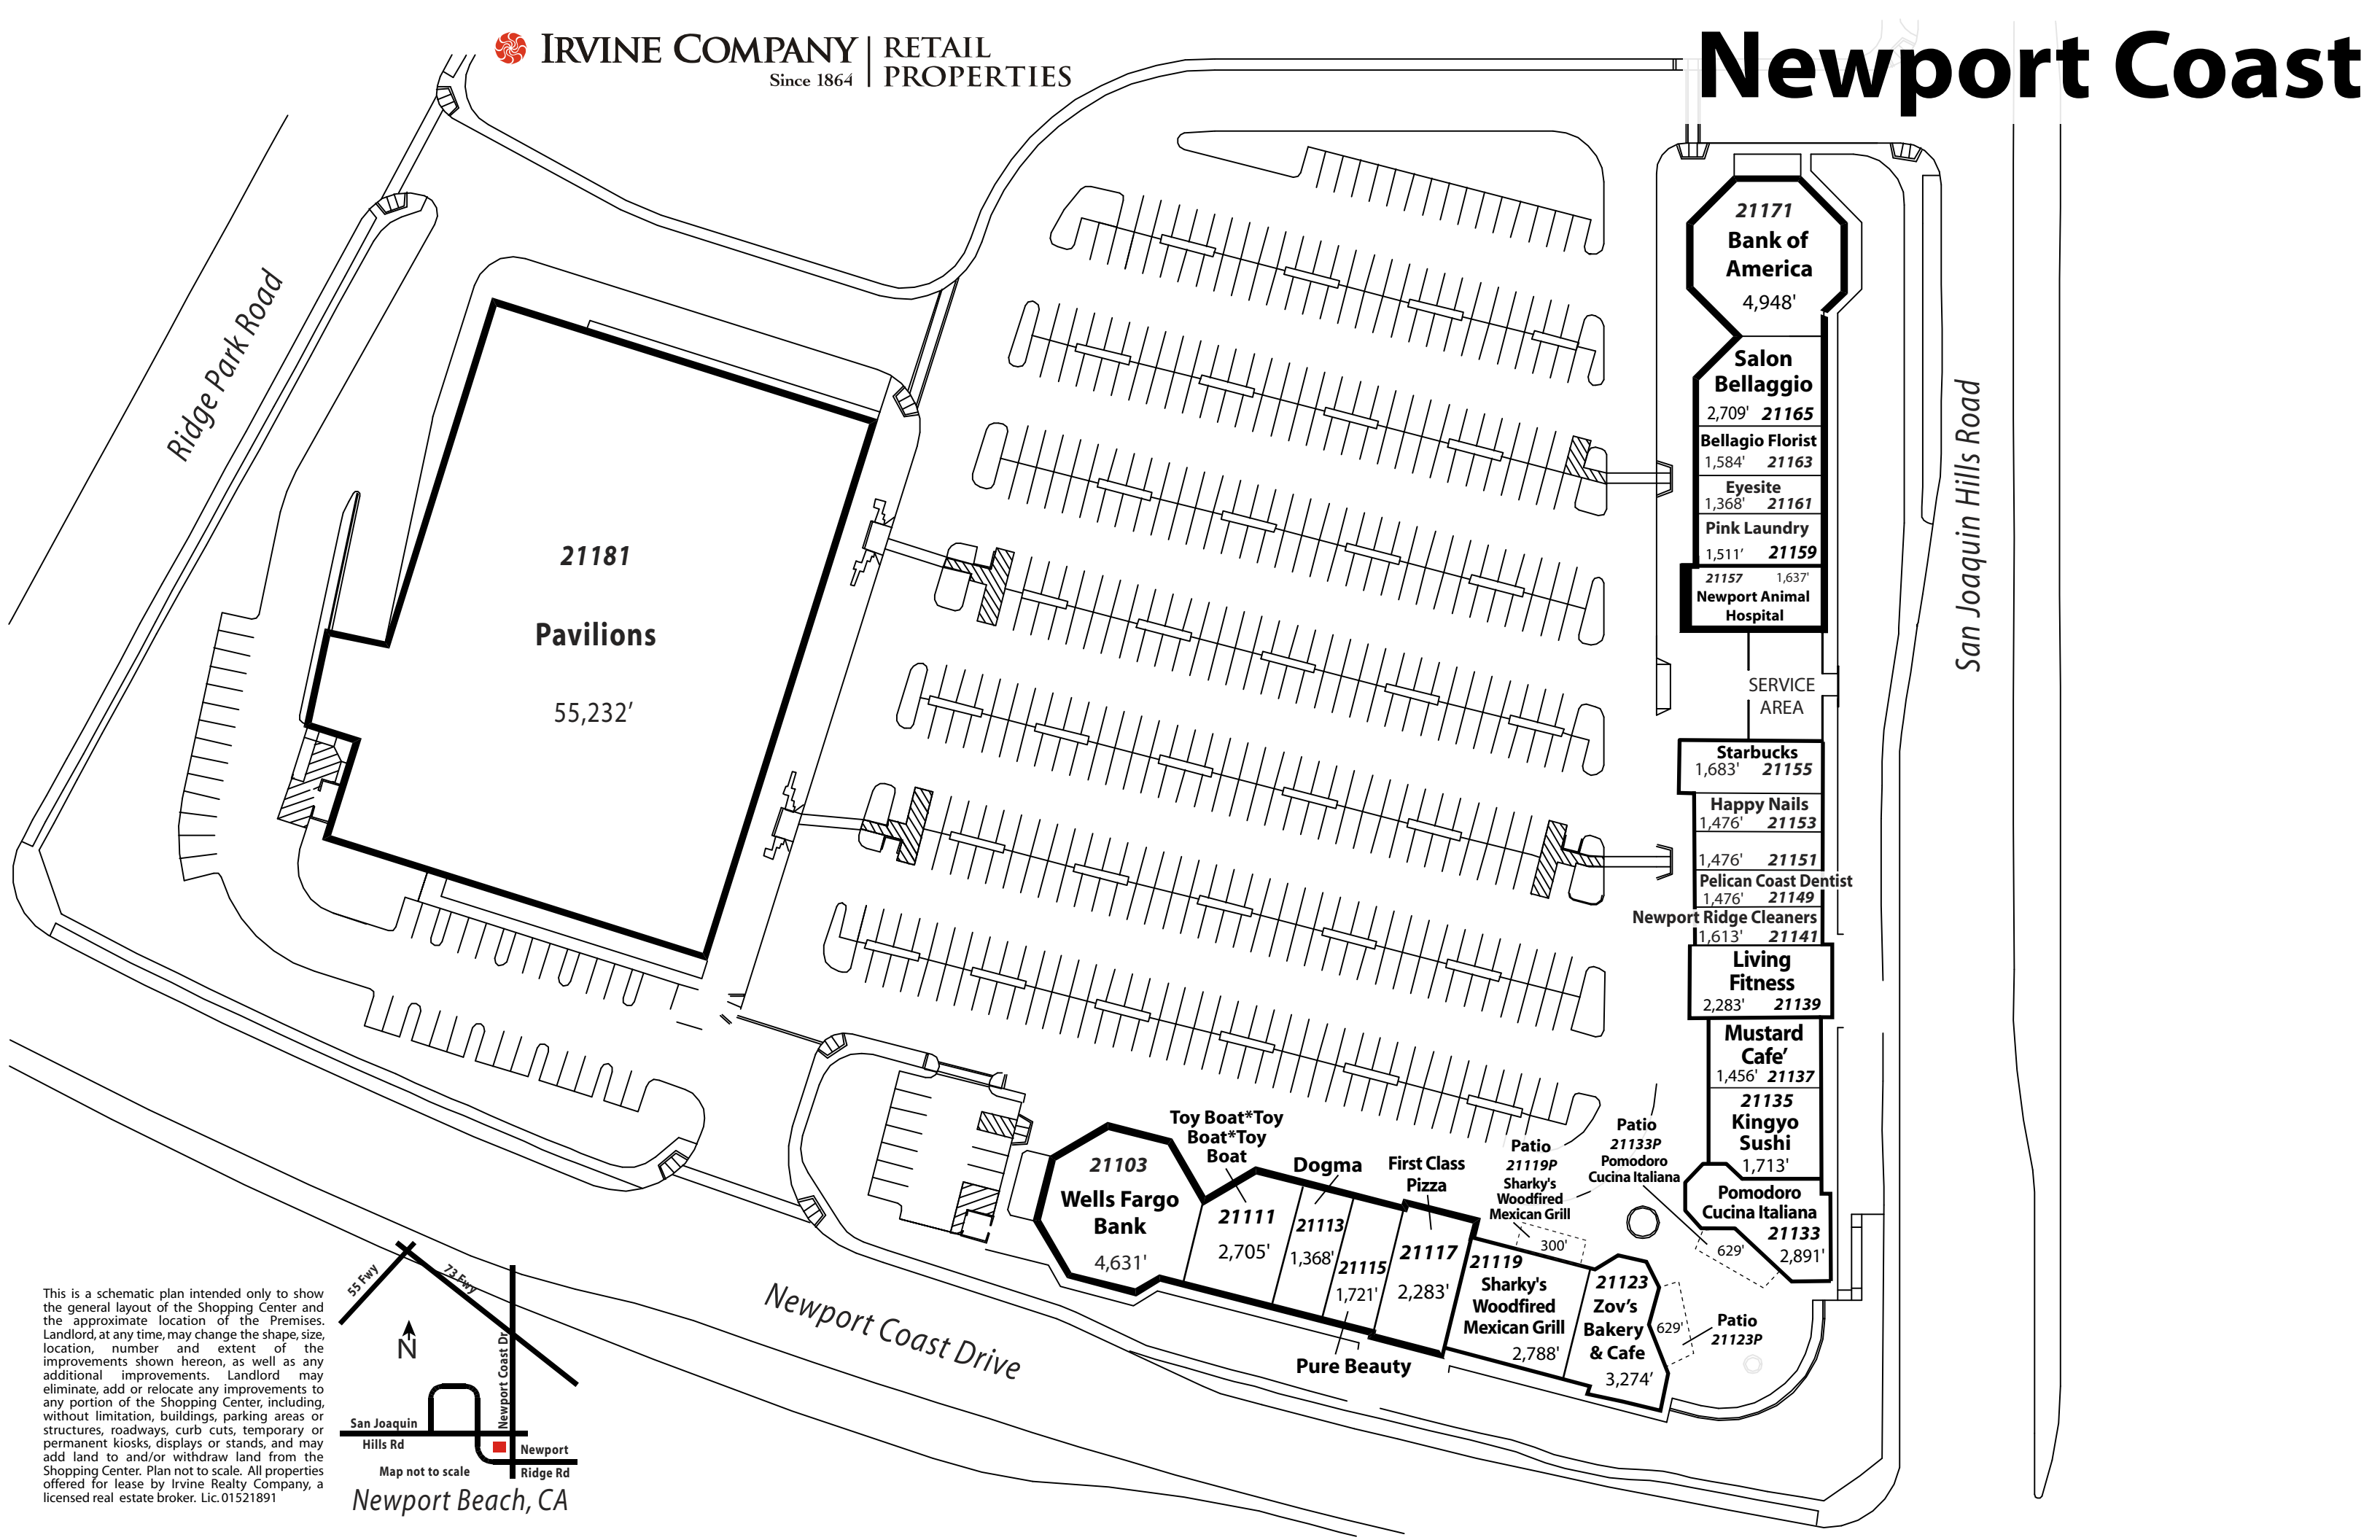 IRVINE COMPANY
Since 1864
RETAIL
PROPERTIES
Newport Coast
Ridge Park Road
San Joaquin Hills Road
Newport Coast Drive
21181
Pavilions
55,232’
21171
Bank of
America
4,948'
Salon
Bellaggio
2,709' 21165
Bellagio Florist
1,584' 21163
Eyesite
1,368' 21161
Pink Laundry
1,511’ 21159
21157 1,637'
Newport Animal
Hospital
SERVICE
AREA
Starbucks
1,683' 21155
Happy Nails
1,476' 21153
1,476' 21151
Pelican Coast Dentist
1,476' 21149
Newport Ridge Cleaners
1,613' 21141
Living
Fitness
2,283' 21139
Mustard
Cafe’
1,456' 21137
21135
Kingyo
Sushi
1,713'
Pomodoro
Cucina Italiana
21133
2,891'
Patio
21133P
Pomodoro
Cucina Italiana
629'
Patio
21119P
Sharky's
Woodfired
Mexican Grill
300'
21103
Wells Fargo
Bank
4,631'
Toy Boat*Toy
Boat*Toy
Boat
21111
2,705'
Dogma
21113
1,368'
21115
1,721'
Pure Beauty
First Class
Pizza
21117
2,283'
21119
Sharky's
Woodfired
Mexican Grill
2,788'
21123
Zov’s
Bakery
& Cafe
3,274’
629'
Patio
21123P
This is a schematic plan intended only to show
the general layout of the Shopping Center and
the approximate location of the Premises.
Landlord, at any time, may change the shape, size,
location, number and extent of the
improvements shown hereon, as well as any
additional improvements. Landlord may
eliminate, add or relocate any improvements to
any portion of the Shopping Center, including,
without limitation, buildings, parking areas or
structures, roadways, curb cuts, temporary or
permanent kiosks, displays or stands, and may
add land to and/or withdraw land from the
Shopping Center. Plan not to scale. All properties
offered for lease by Irvine Realty Company, a
licensed real estate broker. Lic. 01521891
55 Fwy
73 Fwy
N
Newport Coast Dr
San Joaquin
Hills Rd
Newport
Ridge Rd
Map not to scale
Newport Beach, CA